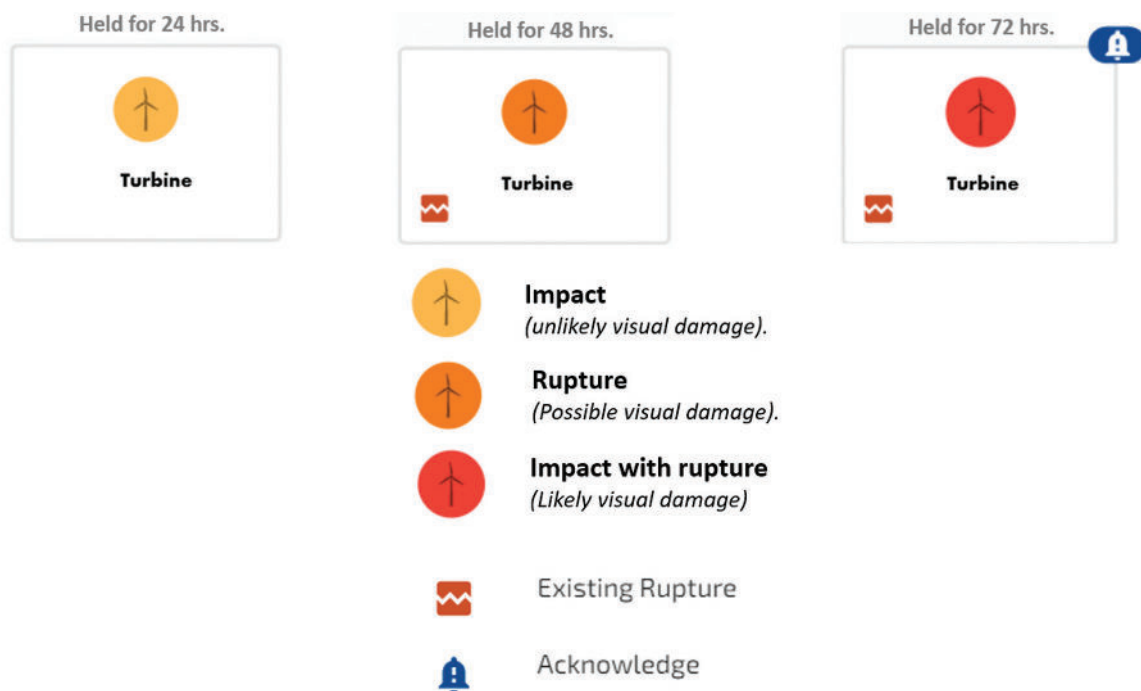 Held for 24 hrs.
Held for 48 hrs.
Held for 72 hrs.
Turbine
Turbine
Turbine
Impact
(unlikely visual damage).
Rupture
(Possible visual damage).
Impact with rupture
(Likely visual damage)
Existing Rupture
Acknowledge